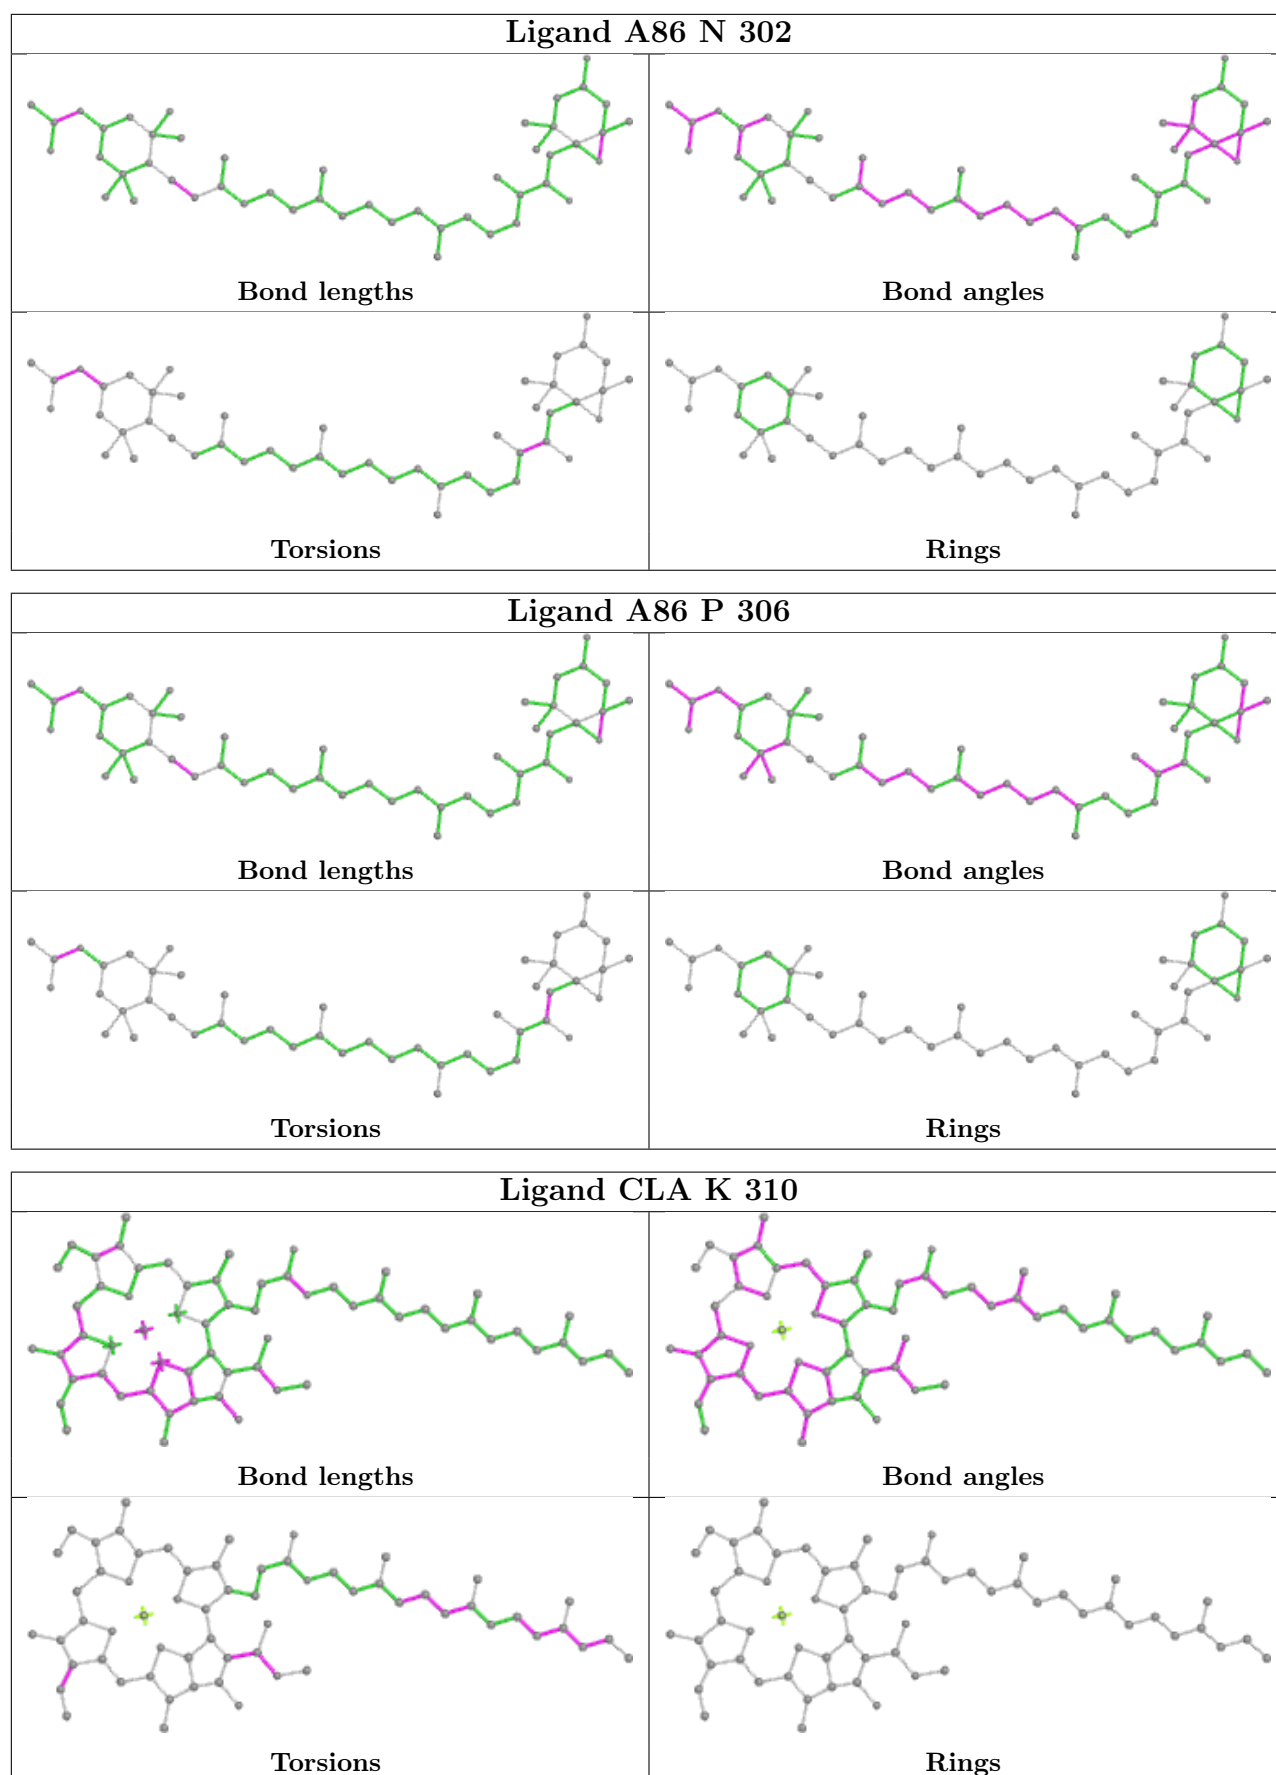 Ligand A86 N 302
Bond lengths
Bond angles
Torsions
Rings
Ligand A86 P 306
Bond lengths
Bond angles
Torsions
Rings
Ligand CLA K 310
Bond lengths
Bond angles
Torsions
Rings